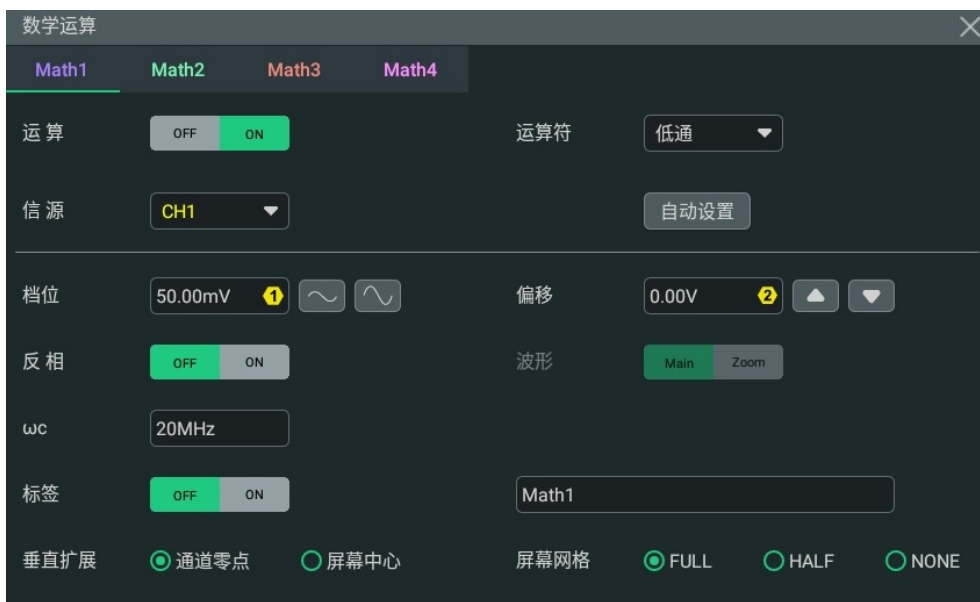 数学运算
Math1 Math2 Math3 Math4
运算 OFF ON 运算符 低通
信源 CH1 自动设置
档位 50.00mV 1 偏移 0.00V 2
反相 OFF ON 波形 Main Zoom
ωc 20MHz
标签 OFF ON Math1
垂直扩展 通道零点 屏幕中心 屏幕网格 FULL HALF NONE